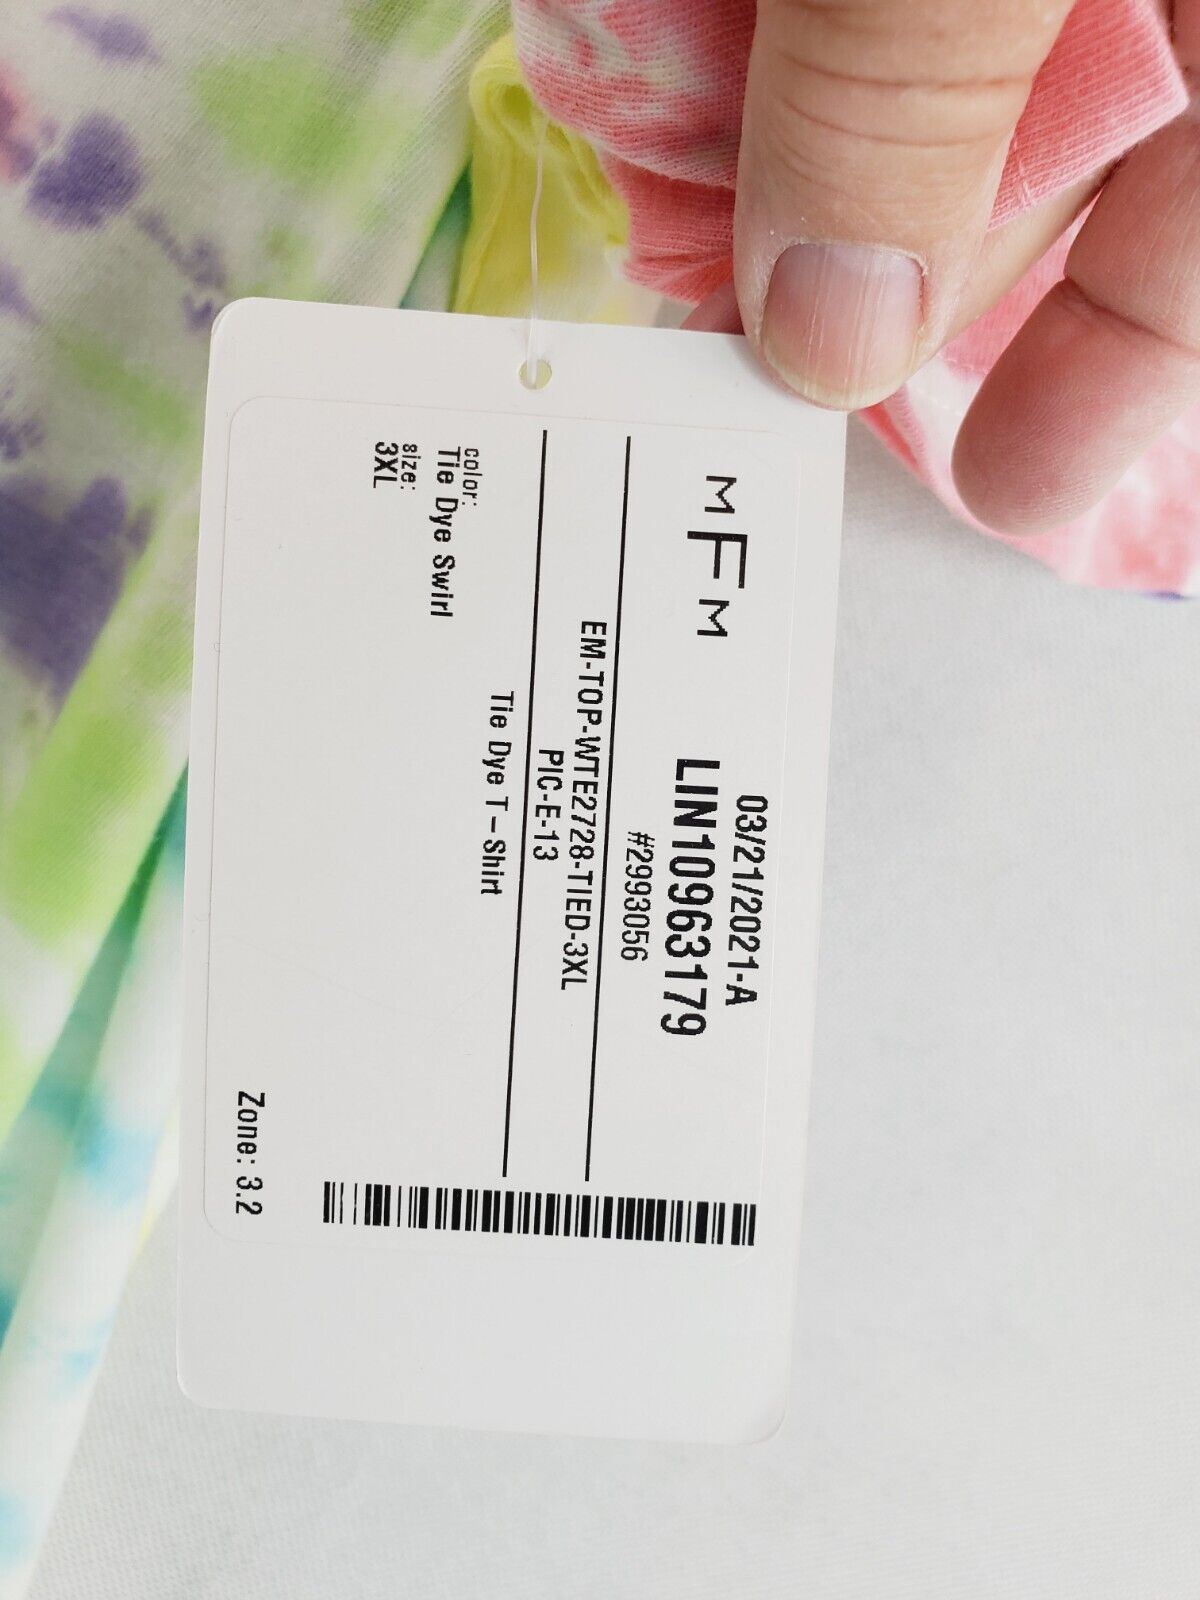 MFM
03/21/2021-A
LIN10963179
#2993056
EM-TOP-WTE2728-TIED-3XL
PIC-E-13
Tie Dye T-Shirt
color:
Tie Dye Swirl
size:
3XL
Zone: 3.2